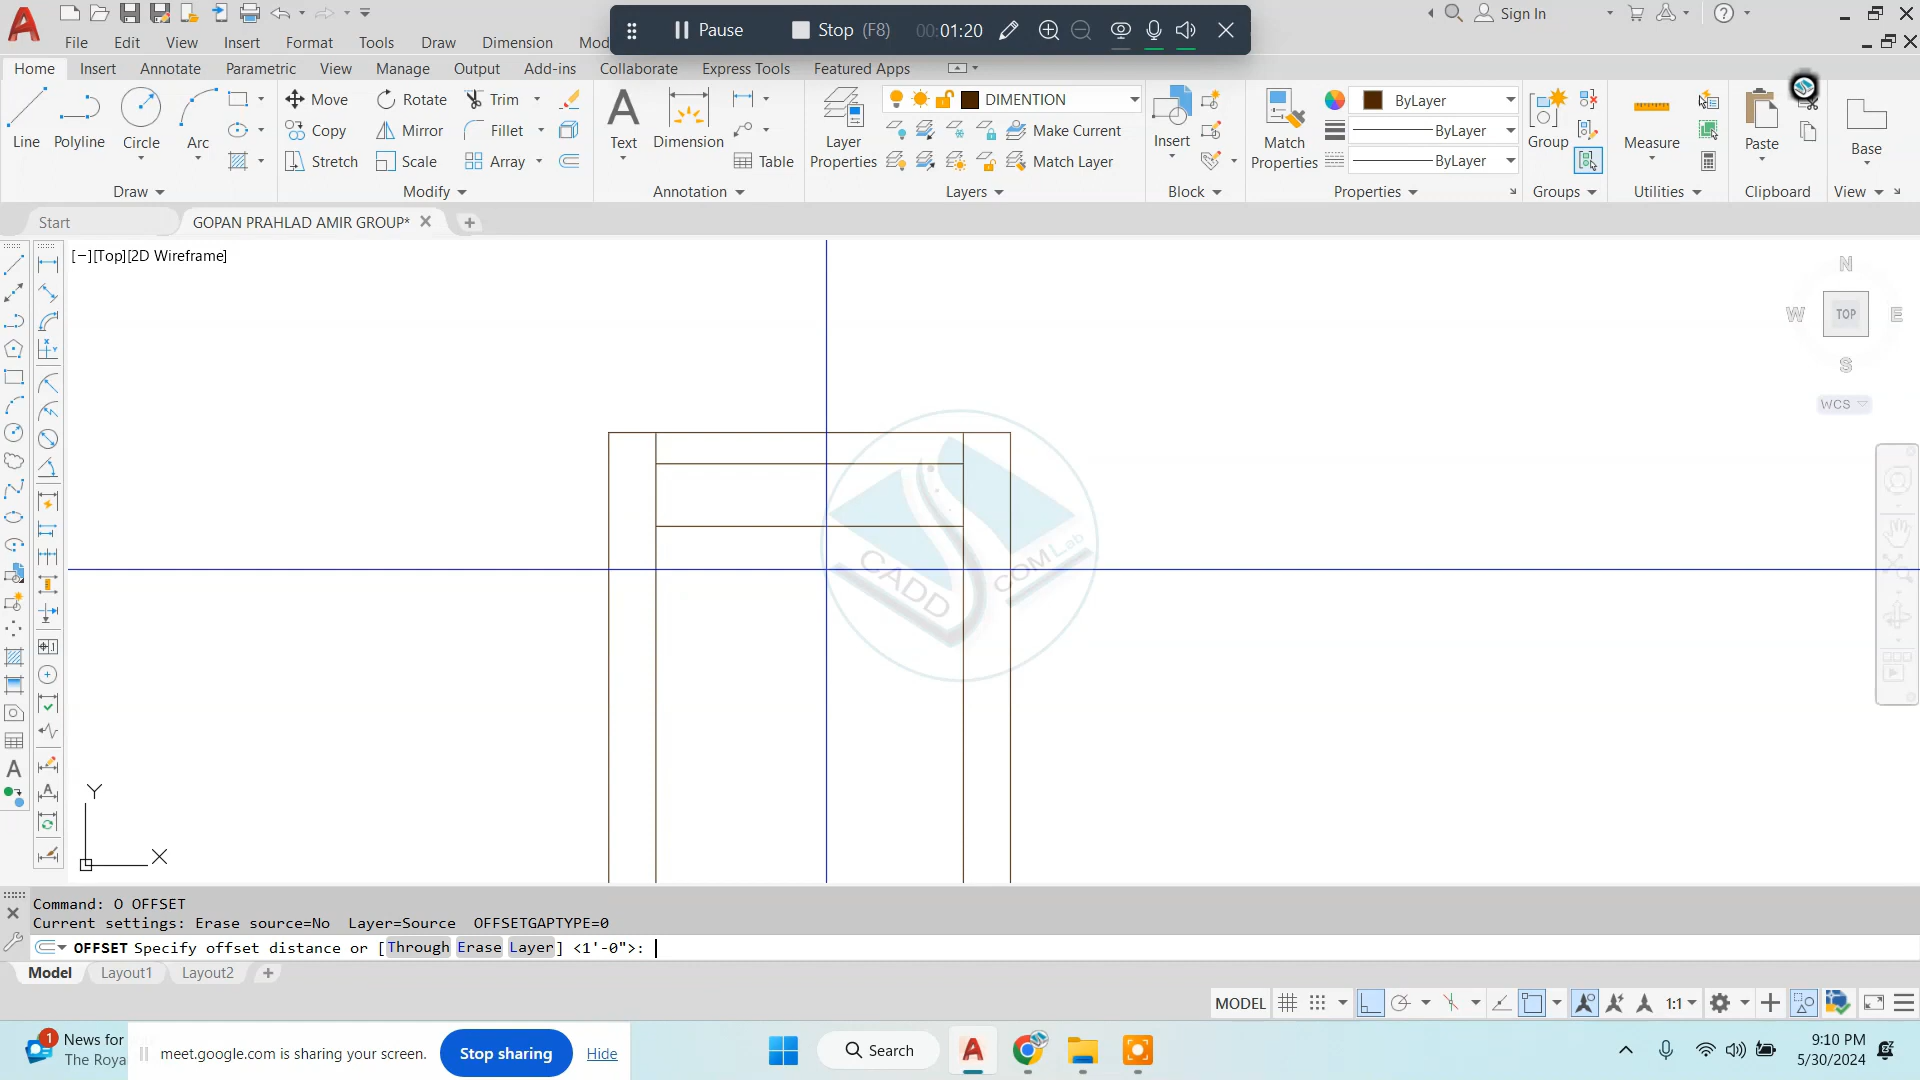 Pause
Stop (F8)
00:01:20
Sign In
File Edit View Insert Format Tools Draw Dimension Mod
Home Insert Annotate Parametric View Manage Output Add-ins Collaborate Express Tools Featured Apps
Line Polyline Circle Arc
Move Rotate Trim
Copy Mirror Fillet
Stretch Scale Array
Text Dimension Table
Layer Properties
DIMENTION
Make Current
Match Layer
Insert
Match Properties
ByLayer
ByLayer
ByLayer
Group Measure Paste Base
Draw Modify Annotation Layers Block Properties Groups Utilities Clipboard View
Start GOPAN PRAHLAD AMIR GROUP*
[−][Top][2D Wireframe]
N
W TOP E
S
WCS
CADD
COM Lab
Y
X
Command: O OFFSET
Current settings: Erase source=No Layer=Source OFFSETGAPTYPE=0
OFFSET Specify offset distance or [Through Erase Layer] <1'-0">:
Model Layout1 Layout2
MODEL 1:1
1 News for
The Roya
meet.google.com is sharing your screen. Stop sharing Hide
Search
9:10 PM
5/30/2024